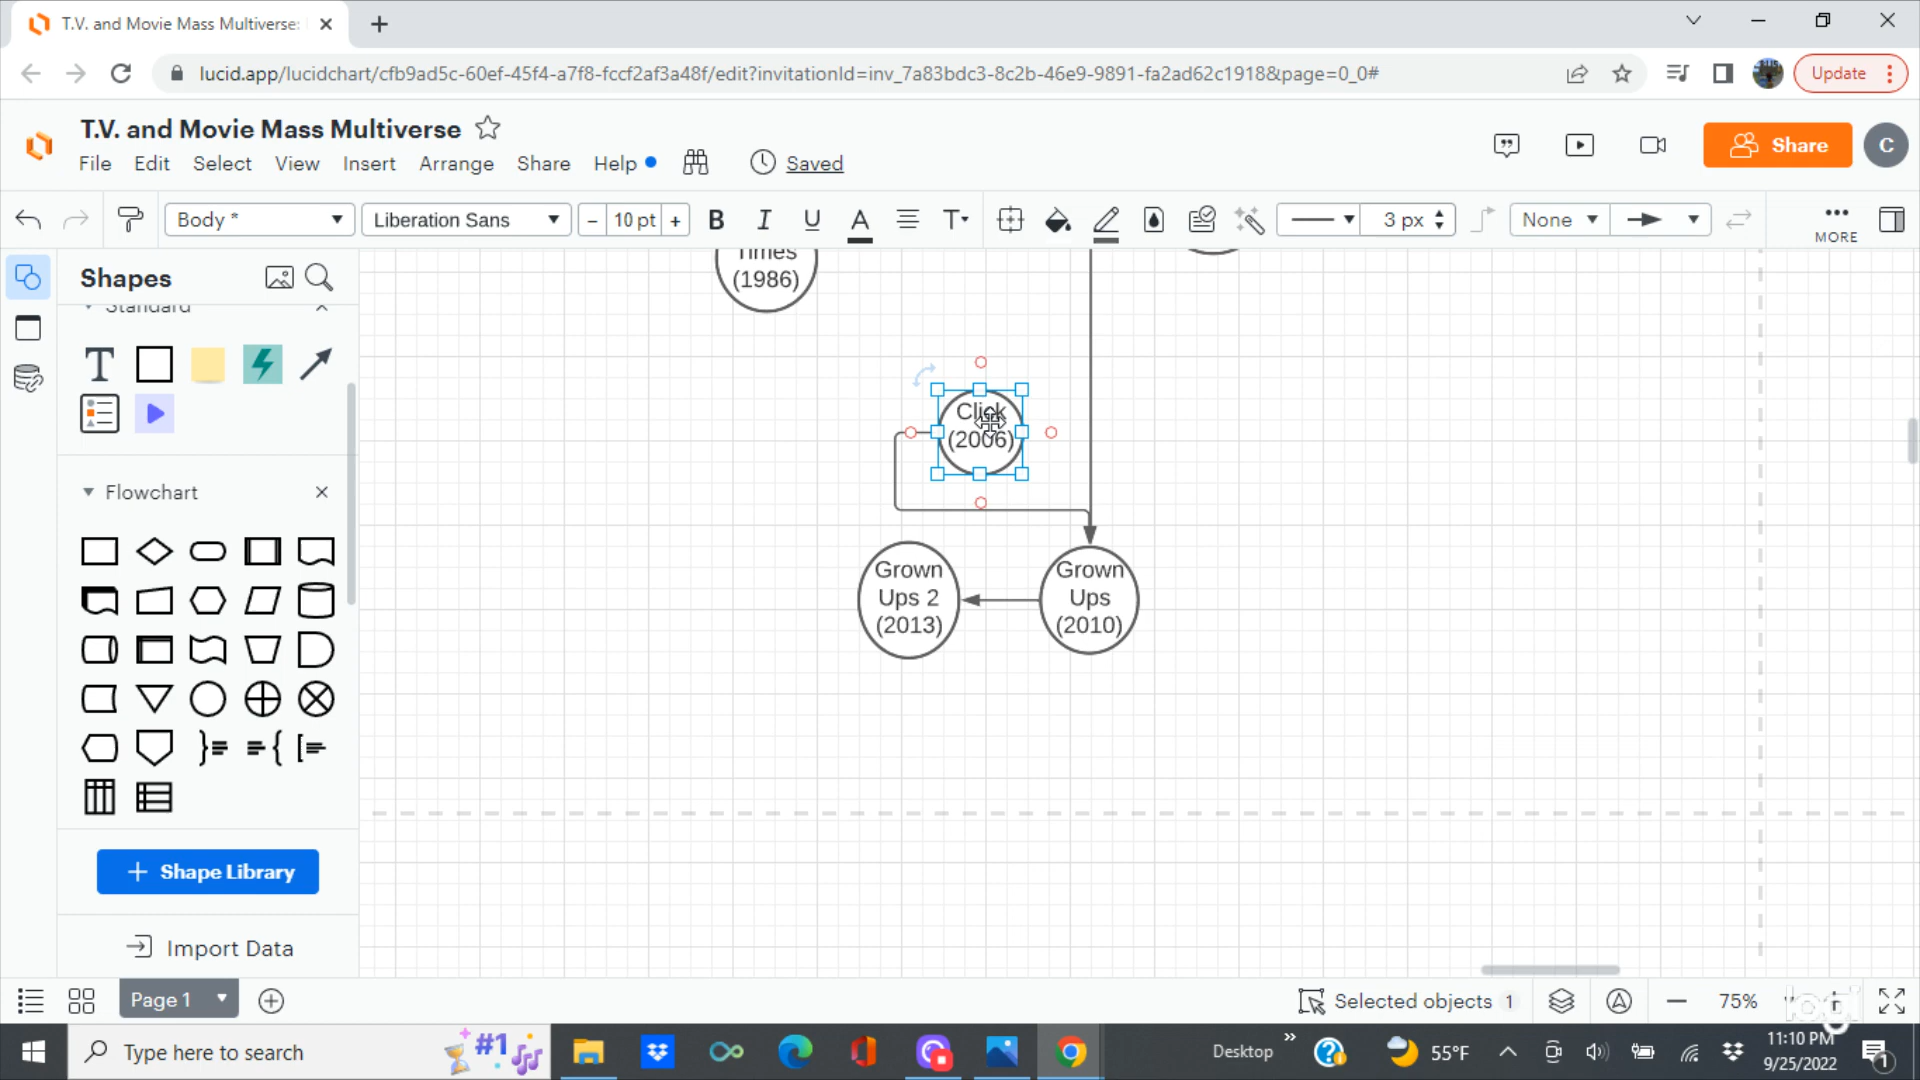 T.V. and Movie Mass Multiverse:
lucid.app/lucidchart/cfb9ad5c-60ef-45f4-a7f8-fccf2af3a48f/edit?invitationId=inv_7a83bdc3-8c2b-46e9-9891-fa2ad62c1918&page=0_0#
Update
T.V. and Movie Mass Multiverse
File Edit Select View Insert Arrange Share Help
Saved
Share
C
Body *
Liberation Sans
− 10 pt +
B I U A T
3 px
None
MORE
Shapes
Standard
T
Flowchart
Shape Library
Import Data
Times
(1986)
Click
(2006)
Grown
Ups 2
(2013)
Grown
Ups
(2010)
Page 1
Selected objects 1
75%
logi
Type here to search
#1
Desktop
»
55°F
11:10 PM
9/25/2022
1